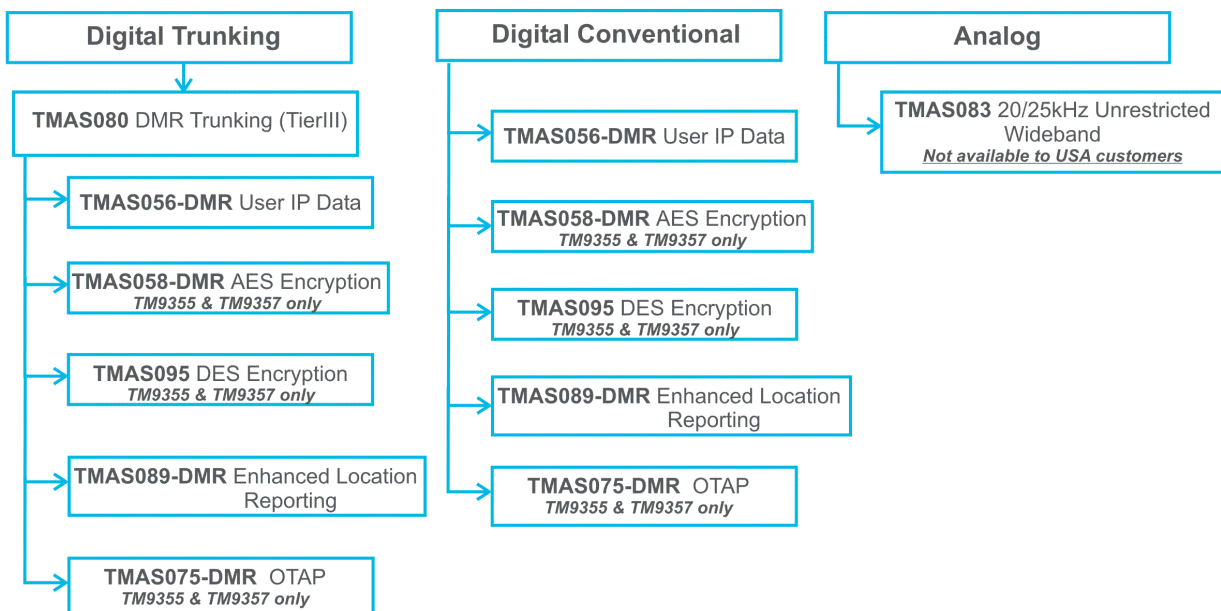 Digital Trunking
TMAS080 DMR Trunking (TierIII)
TMAS056-DMR User IP Data
TMAS058-DMR AES Encryption
TM9355 & TM9357 only
TMAS095 DES Encryption
TM9355 & TM9357 only
TMAS089-DMR Enhanced Location
Reporting
TMAS075-DMR OTAP
TM9355 & TM9357 only
Digital Conventional
TMAS056-DMR User IP Data
TMAS058-DMR AES Encryption
TM9355 & TM9357 only
TMAS095 DES Encryption
TM9355 & TM9357 only
TMAS089-DMR Enhanced Location
Reporting
TMAS075-DMR OTAP
TM9355 & TM9357 only
Analog
TMAS083 20/25kHz Unrestricted
Wideband
Not available to USA customers